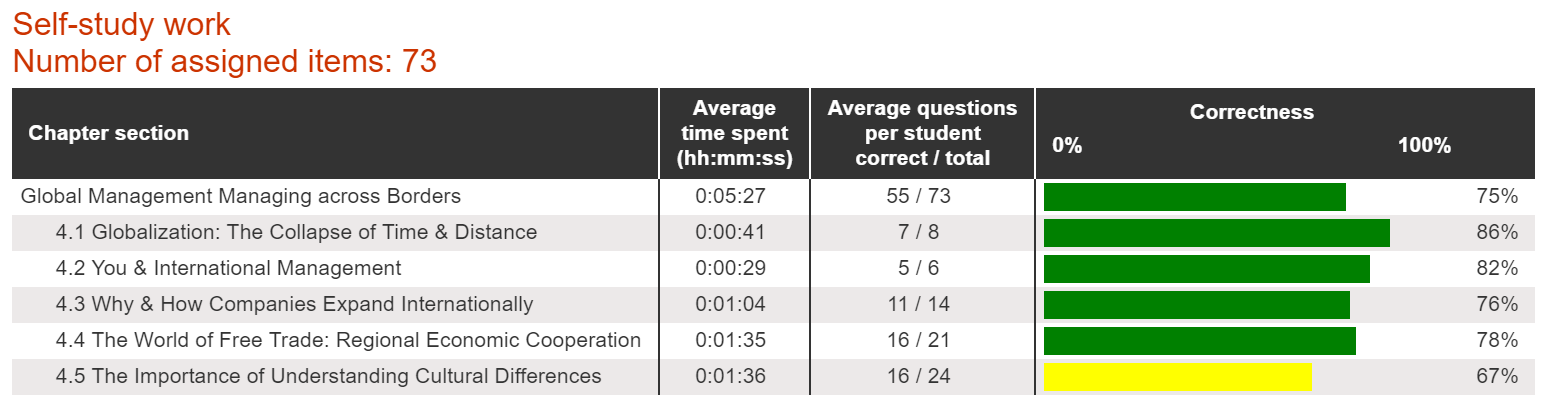 Self-study work
Number of assigned items: 73
Chapter section
Average
time spent
(hh:mm:ss)
Average questions
per student
correct / total
Correctness
0% 100%
Global Management Managing across Borders 0:05:27 55 / 73 75%
4.1 Globalization: The Collapse of Time & Distance 0:00:41 7 / 8 86%
4.2 You & International Management 0:00:29 5 / 6 82%
4.3 Why & How Companies Expand Internationally 0:01:04 11 / 14 76%
4.4 The World of Free Trade: Regional Economic Cooperation 0:01:35 16 / 21 78%
4.5 The Importance of Understanding Cultural Differences 0:01:36 16 / 24 67%